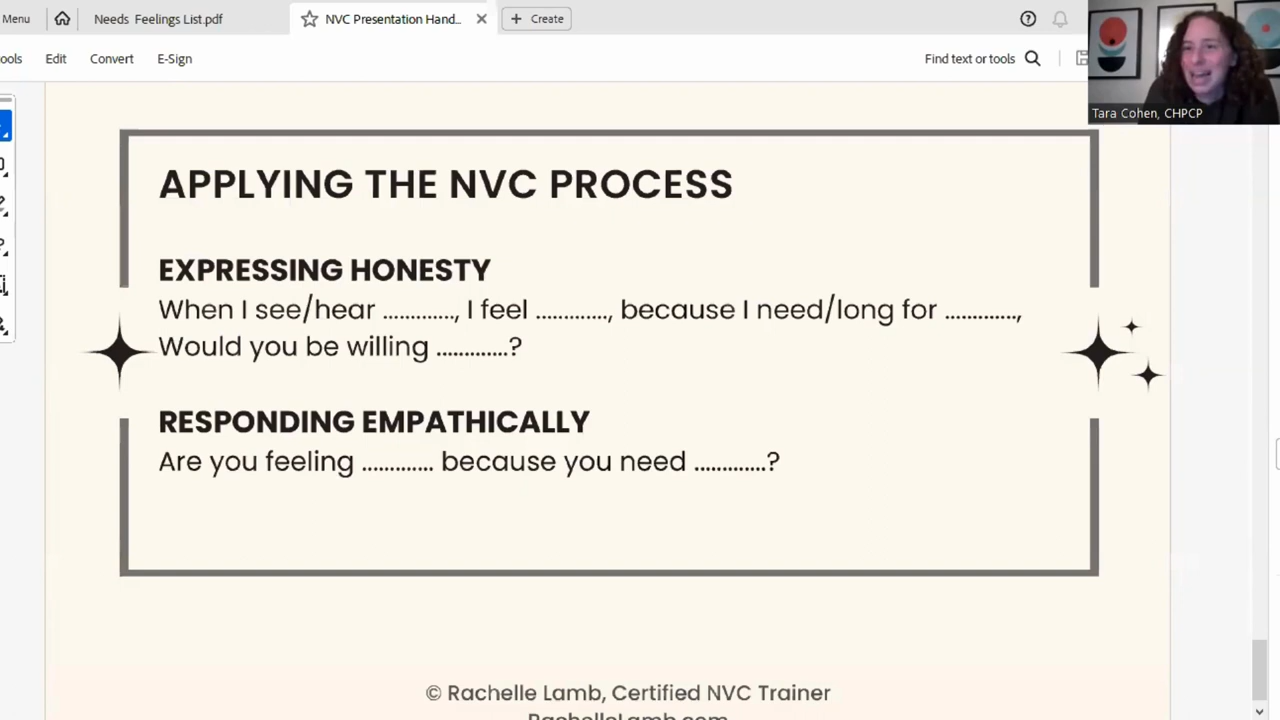 Menu
Needs Feelings List.pdf
NVC Presentation Hand...
Create
ools
Edit
Convert
E-Sign
Find text or tools
Tara Cohen, CHPCP
APPLYING THE NVC PROCESS
EXPRESSING HONESTY
When I see/hear ............., I feel ............., because I need/long for .............,
Would you be willing .............?
RESPONDING EMPATHICALLY
Are you feeling ............. because you need .............?
© Rachelle Lamb, Certified NVC Trainer
RachelleLamb.com